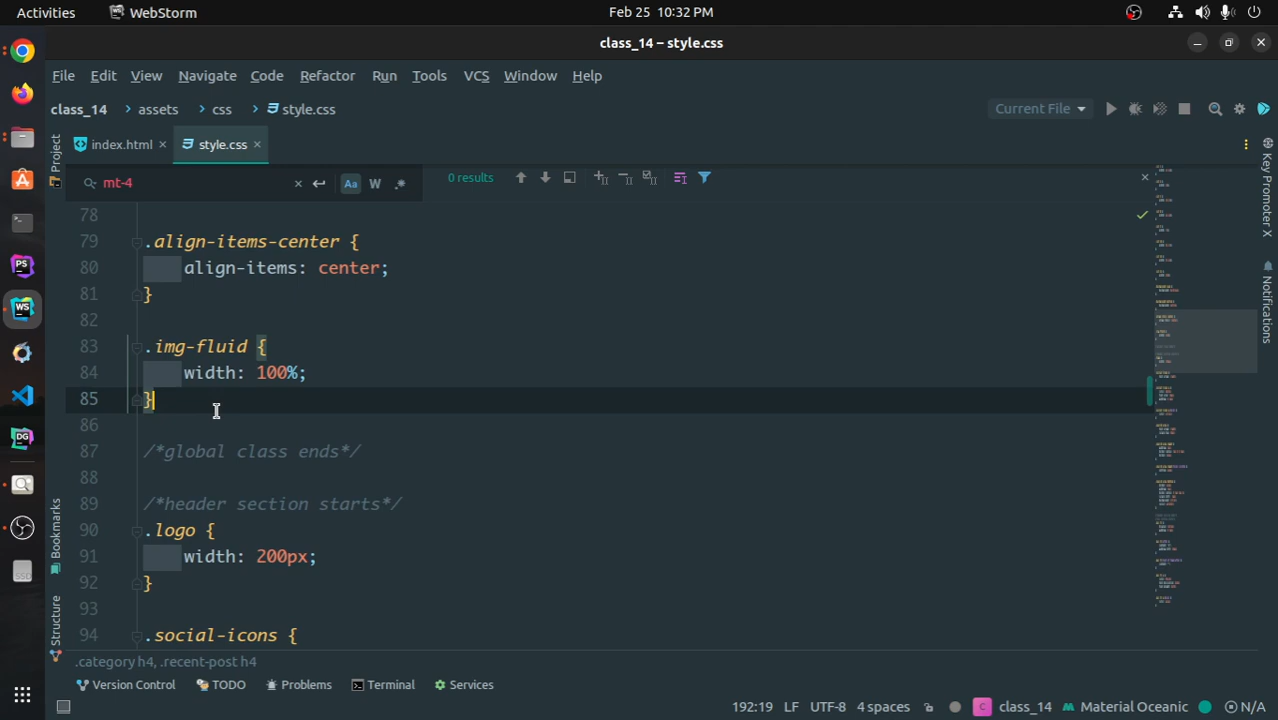 Activities WebStorm Feb 25 10:32 PM
class_14 – style.css
File Edit View Navigate Code Refactor Run Tools VCS Window Help
class_14 > assets > css > style.css Current File
index.html style.css
mt-4 Aa W .* 0 results
78
79 .align-items-center {
80 align-items: center;
81 }
82
83 .img-fluid {
84 width: 100%;
85 }
86
87 /*global class ends*/
88
89 /*header section starts*/
90 .logo {
91 width: 200px;
92 }
93
94 .social-icons {
.category h4, .recent-post h4
Version Control TODO Problems Terminal Services
192:19 LF UTF-8 4 spaces C class_14 Material Oceanic N/A
Project
Bookmarks
Structure
Key Promoter X
Notifications
PS
WS
DG
SSD